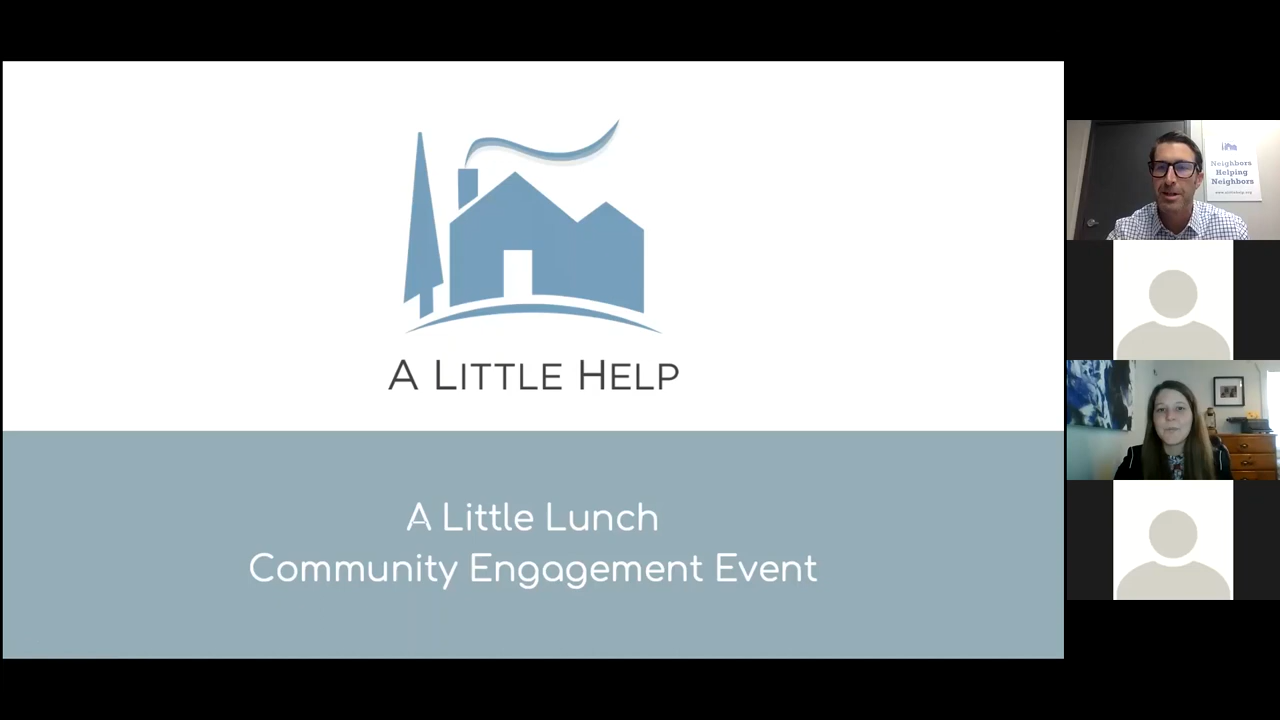 A LITTLE HELP
A Little Lunch
Community Engagement Event
Neighbors
Helping
Neighbors